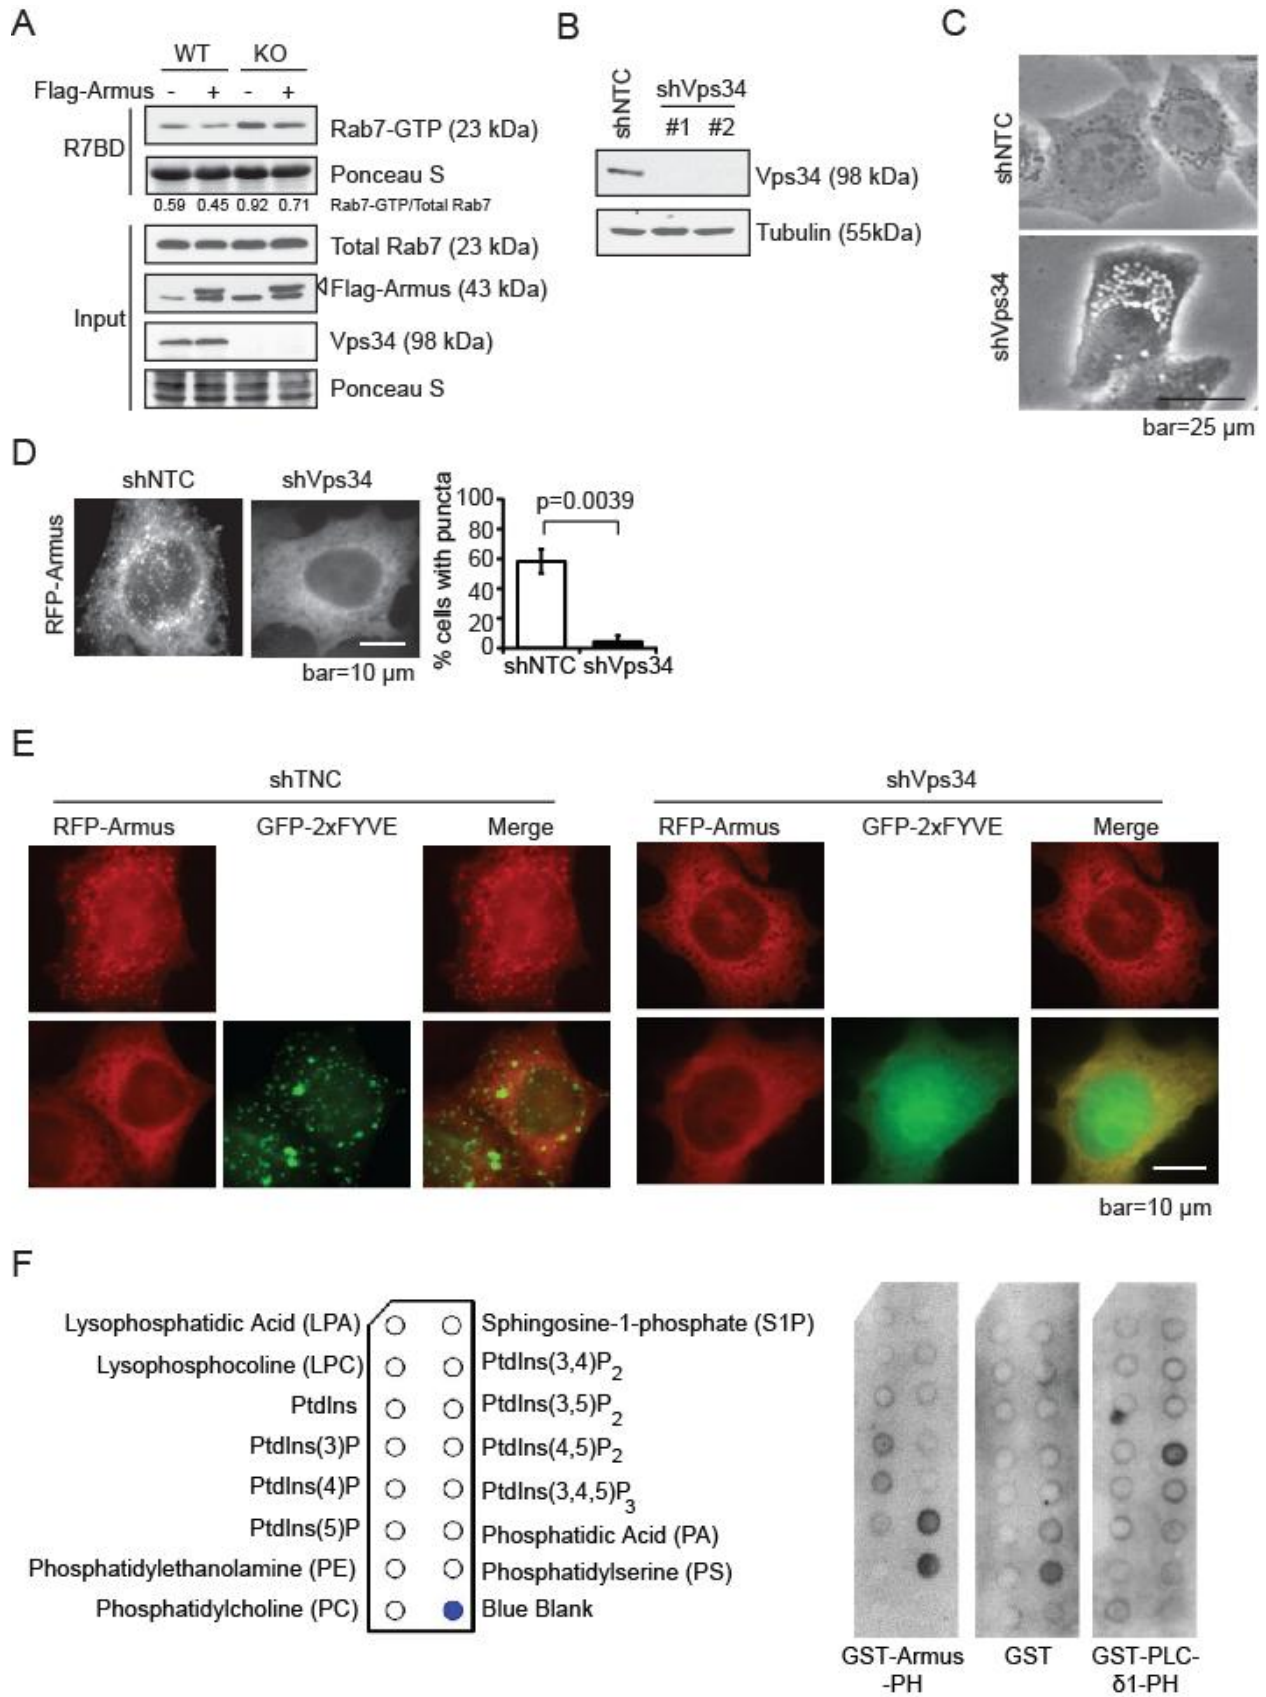 A
WT KO
Flag-Armus - + - +
R7BD
Rab7-GTP (23 kDa)
Ponceau S
0.59 0.45 0.92 0.71 Rab7-GTP/Total Rab7
Input
Total Rab7 (23 kDa)
Flag-Armus (43 kDa)
Vps34 (98 kDa)
Ponceau S
B
shNTC
shVps34
#1 #2
Vps34 (98 kDa)
Tubulin (55kDa)
C
shNTC
shVps34
bar=25 µm
D
shNTC shVps34
RFP-Armus
bar=10 µm
% cells with puncta
100
80
60
40
20
0
p=0.0039
shNTC shVps34
E
shTNC shVps34
RFP-Armus GFP-2xFYVE Merge RFP-Armus GFP-2xFYVE Merge
bar=10 µm
F
Lysophosphatidic Acid (LPA) Sphingosine-1-phosphate (S1P)
Lysophosphocoline (LPC) PtdIns(3,4)P2
PtdIns PtdIns(3,5)P2
PtdIns(3)P PtdIns(4,5)P2
PtdIns(4)P PtdIns(3,4,5)P3
PtdIns(5)P Phosphatidic Acid (PA)
Phosphatidylethanolamine (PE) Phosphatidylserine (PS)
Phosphatidylcholine (PC) Blue Blank
GST-Armus GST GST-PLC-
-PH δ1-PH